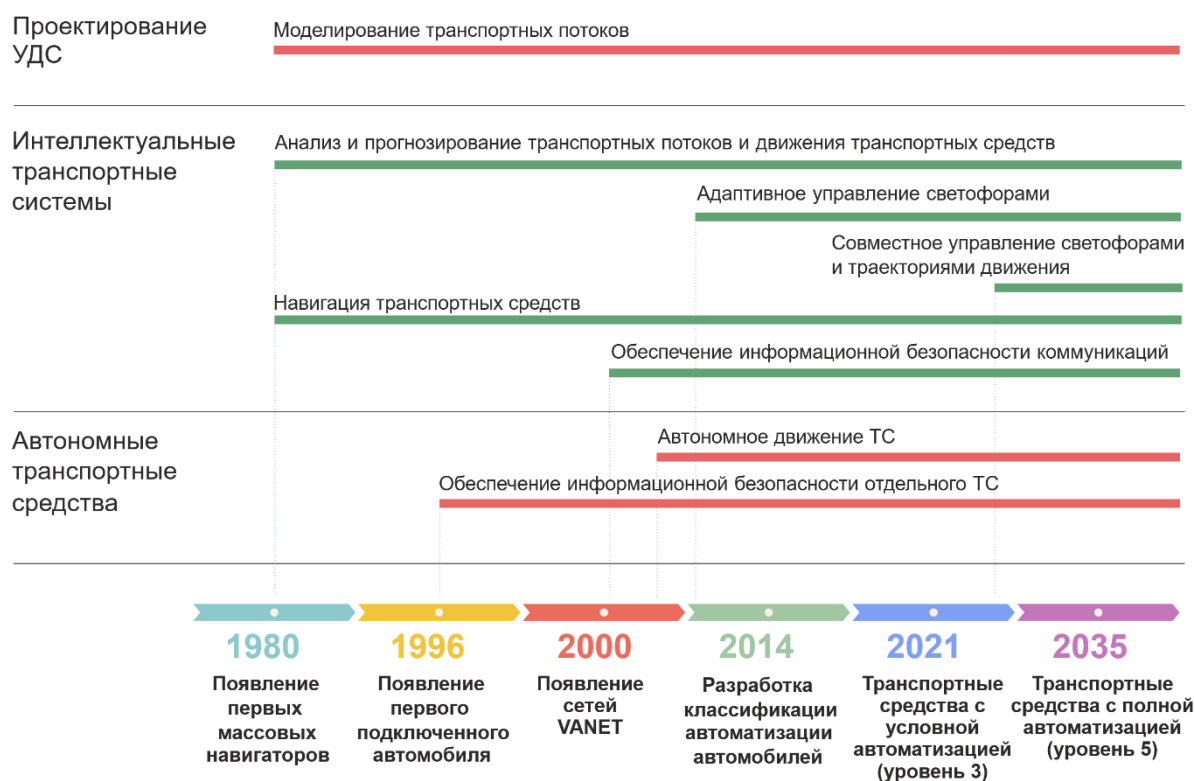 Проектирование
УДС
Моделирование транспортных потоков
Интеллектуальные
транспортные
системы
Анализ и прогнозирование транспортных потоков и движения транспортных средств
Адаптивное управление светофорами
Совместное управление светофорами
и траекториями движения
Навигация транспортных средств
Обеспечение информационной безопасности коммуникаций
Автономные
транспортные
средства
Автономное движение ТС
Обеспечение информационной безопасности отдельного ТС
1980
Появление
первых
массовых
навигаторов
1996
Появление
первого
подключенного
автомобиля
2000
Появление
сетей
VANET
2014
Разработка
классификации
автоматизации
автомобилей
2021
Транспортные
средства с
условной
автоматизацией
(уровень 3)
2035
Транспортные
средства с полной
автоматизацией
(уровень 5)